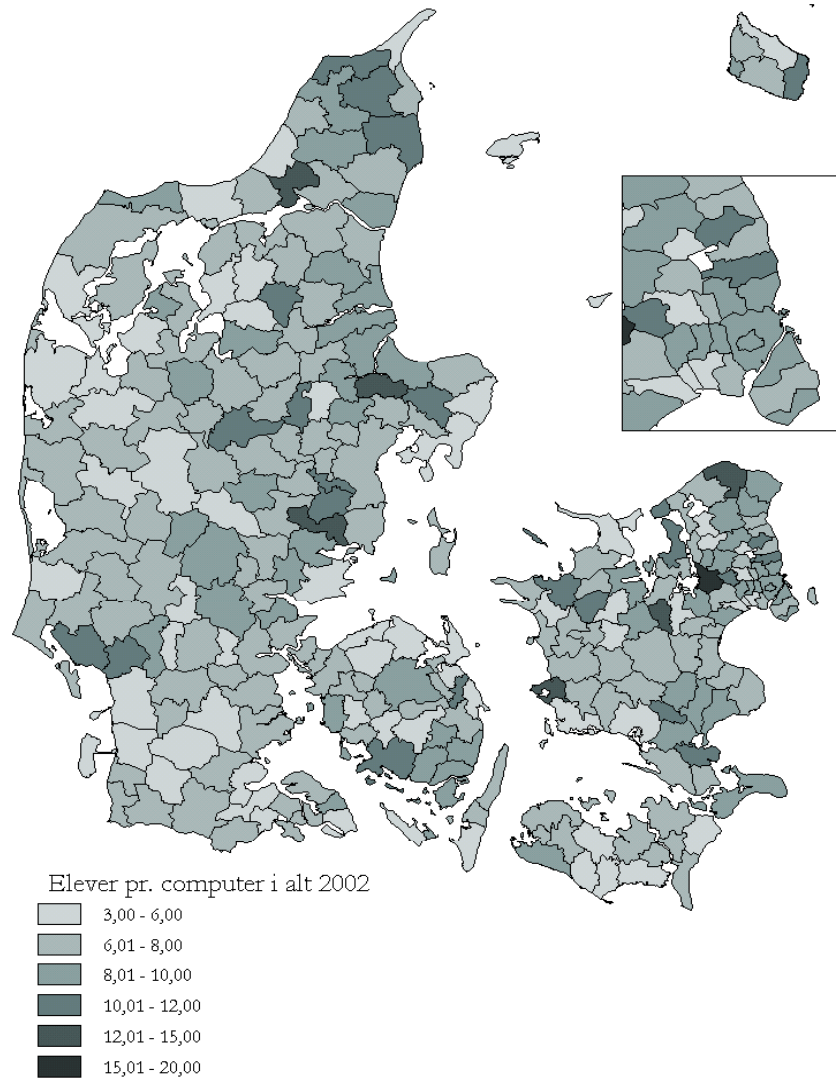 Elever pr. computer i alt 2002
3,00 - 6,00
6,01 - 8,00
8,01 - 10,00
10,01 - 12,00
12,01 - 15,00
15,01 - 20,00